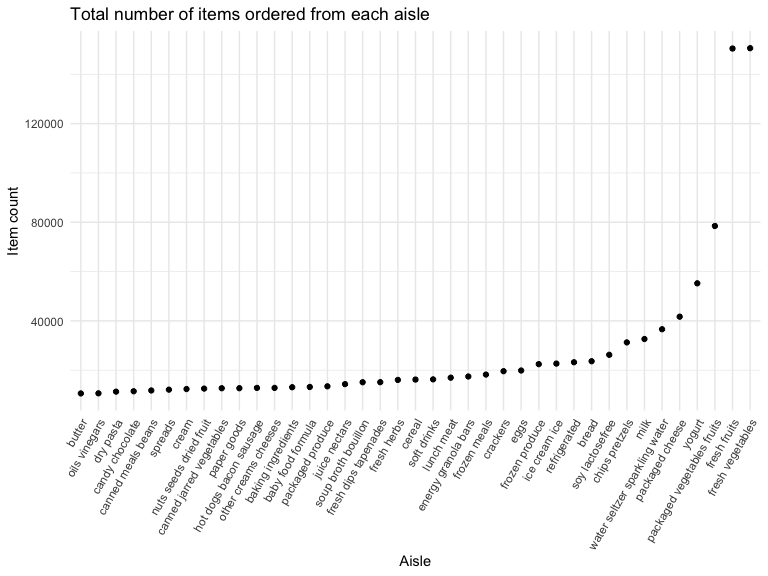 Total number of items ordered from each aisle
Item count
120000
80000
40000
butter
oils vinegars
dry pasta
candy chocolate
canned meals beans
spreads
cream
nuts seeds dried fruit
canned jarred vegetables
paper goods
hot dogs bacon sausage
other creams cheeses
baking ingredients
baby food formula
packaged produce
juice nectars
soup broth bouillon
fresh dips tapenades
fresh herbs
cereal
soft drinks
lunch meat
energy granola bars
frozen meals
crackers
eggs
frozen produce
ice cream ice
refrigerated
bread
soy lactosefree
chips pretzels
milk
water seltzer sparkling water
packaged cheese
yogurt
packaged vegetables fruits
fresh fruits
fresh vegetables
Aisle